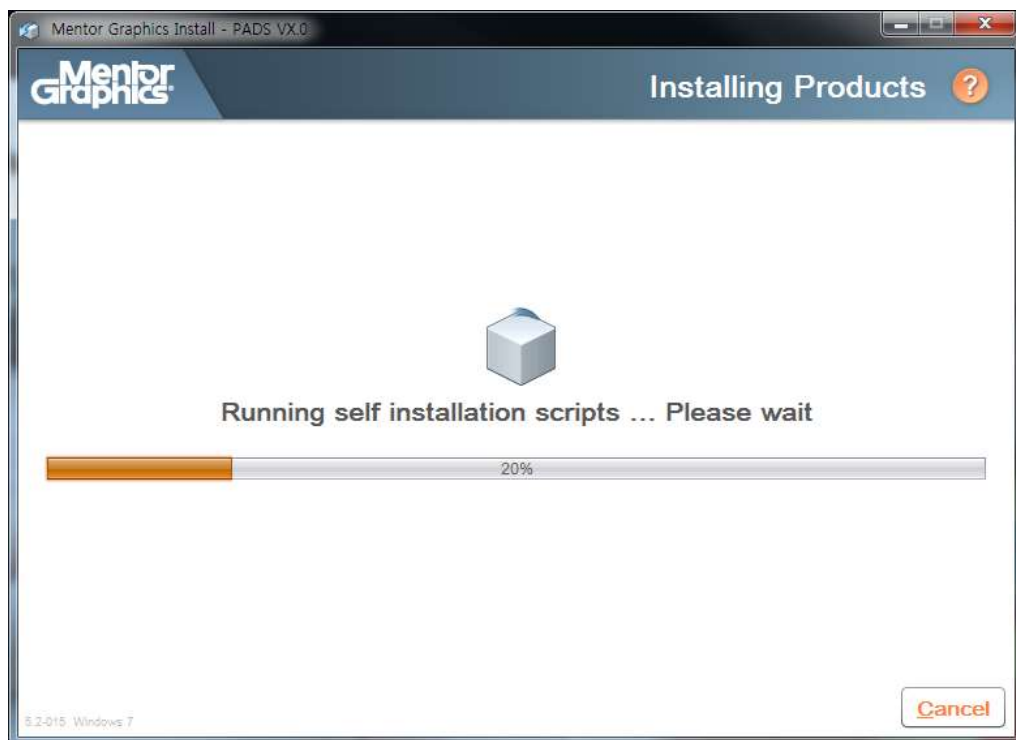 Mentor Graphics Install - PADS VX.0
Mentor
Graphics
Installing Products ?
Running self installation scripts ... Please wait
20%
Cancel
5.2-015 Windows 7